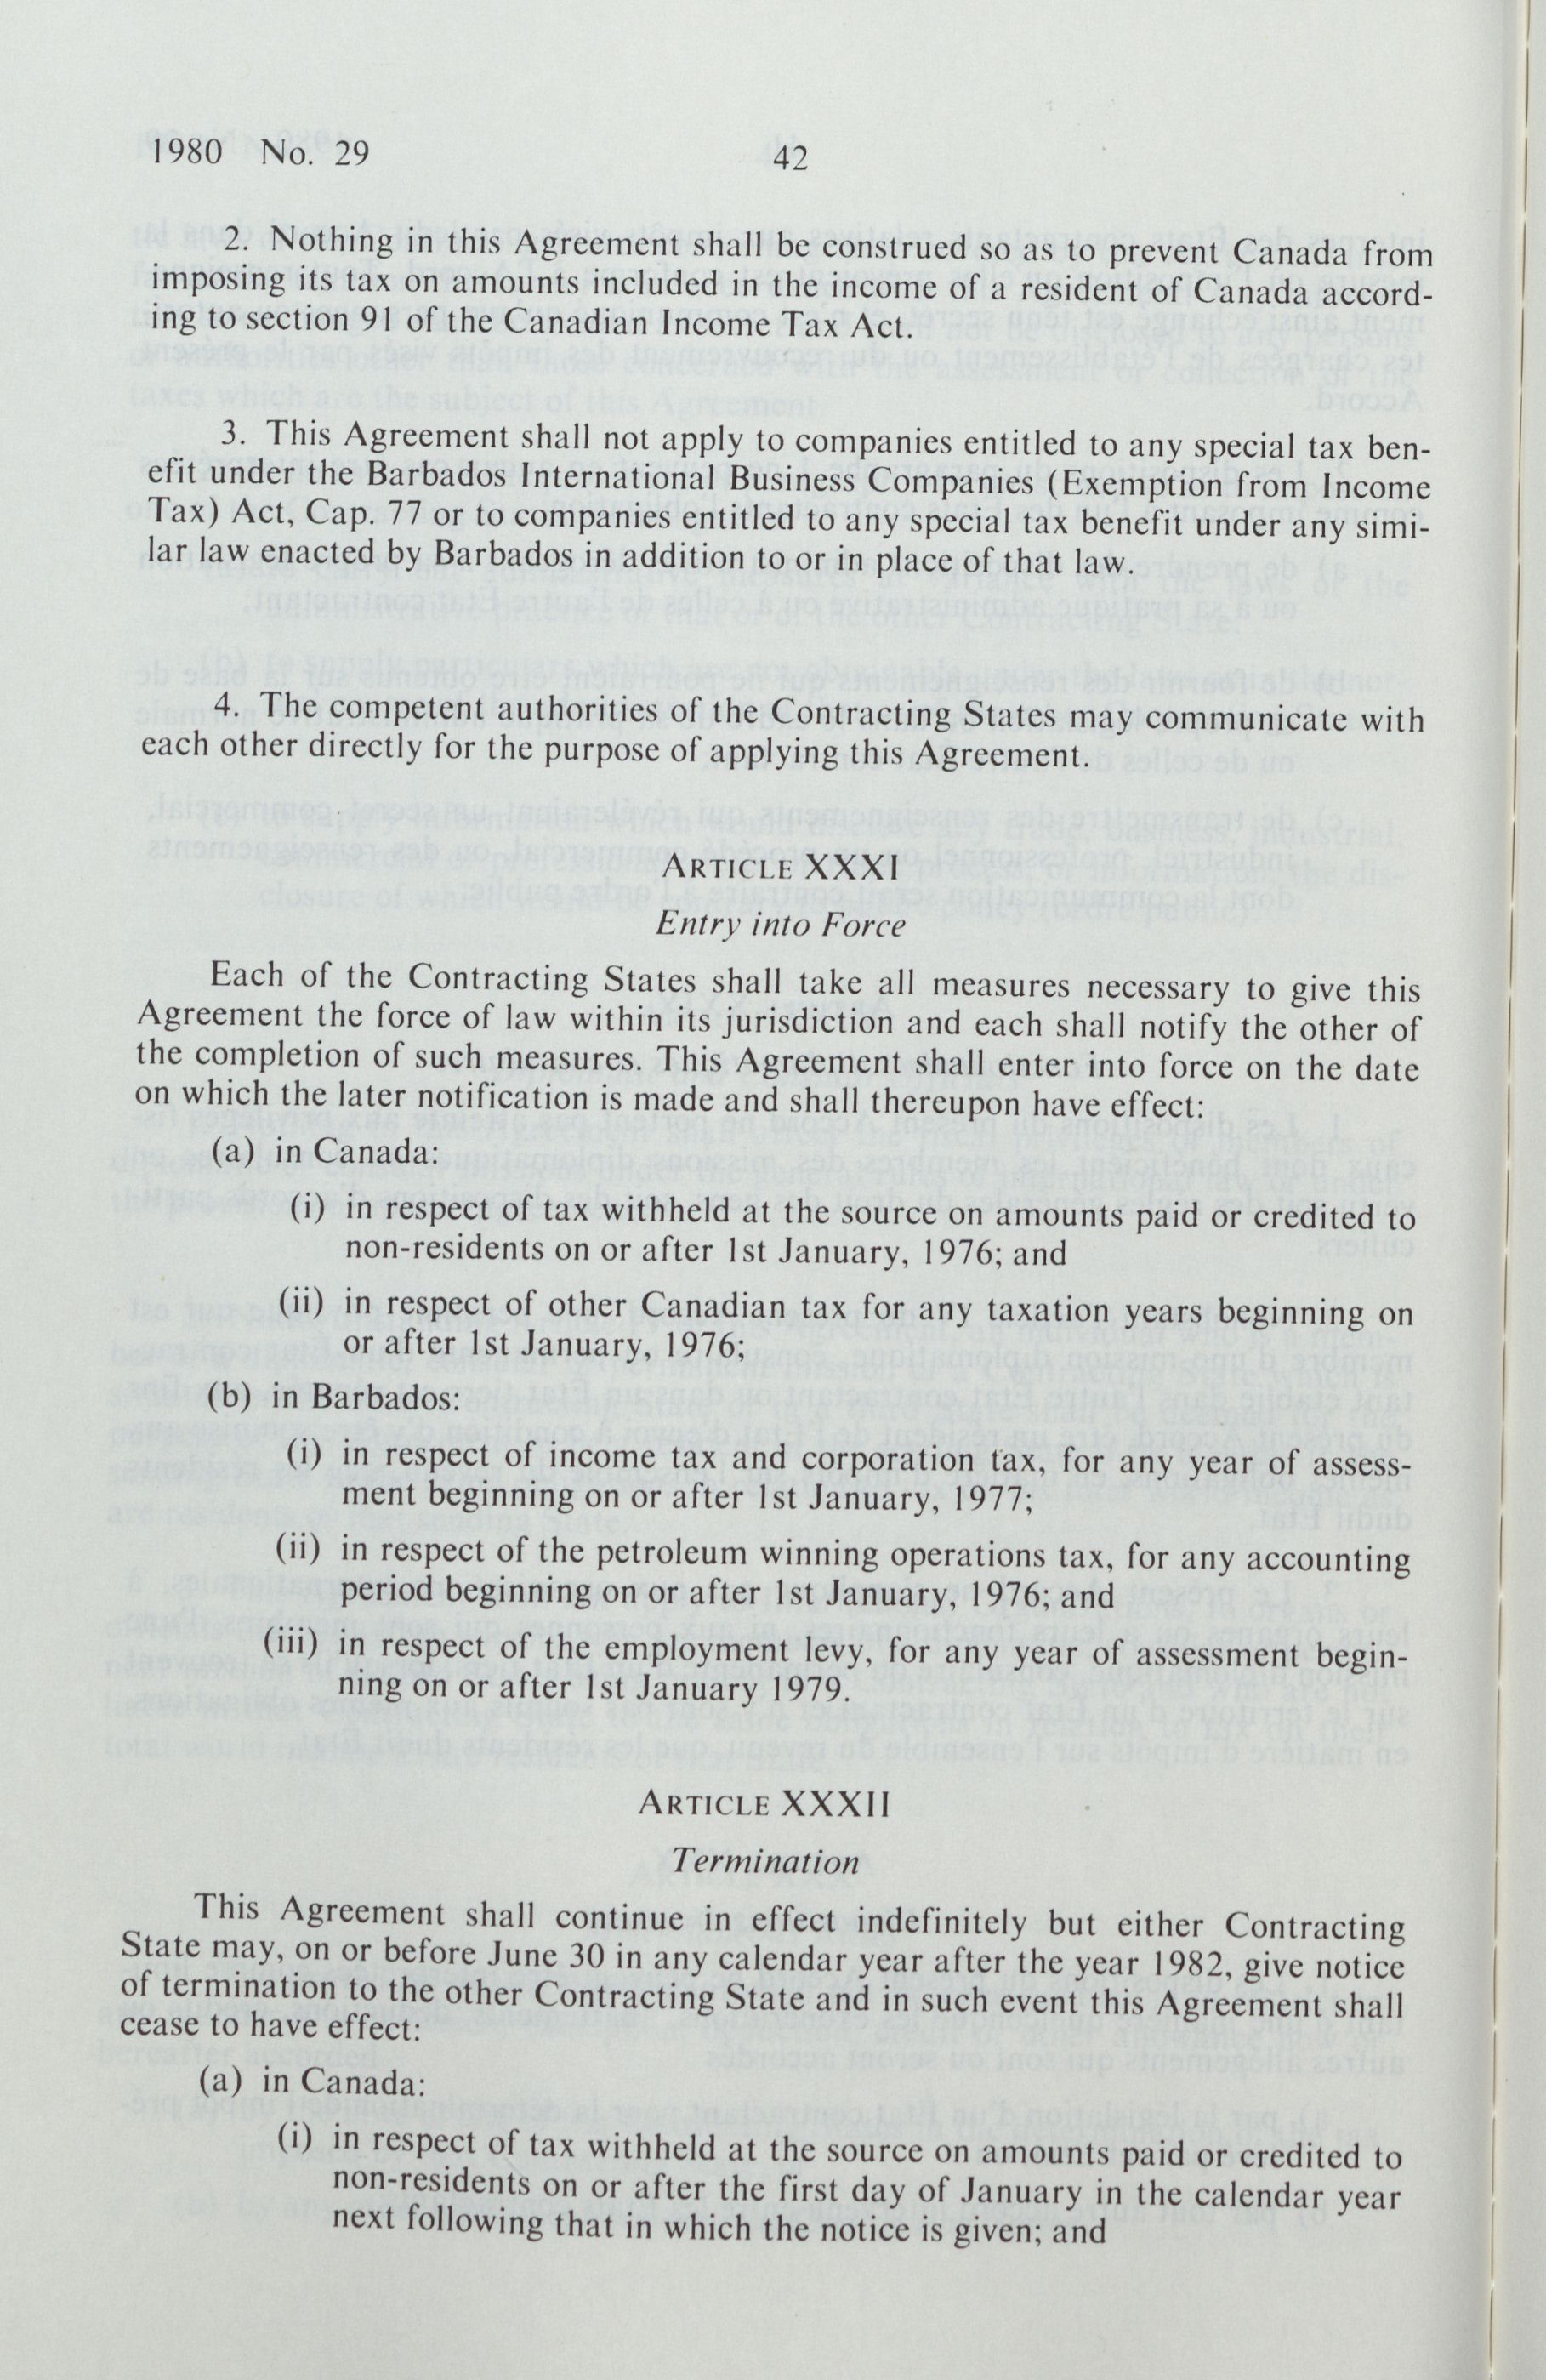 1980 No. 29
42
2. Nothing in this Agreement shall be construed so as to prevent Canada from
imposing its tax on amounts included in the income of a resident of Canada accord-
ing to section 91 of the Canadian Income Tax Act.
3. This Agreement shall not apply to companies entitled to any special tax ben-
efit under the Barbados International Business Companies (Exemption from Income
Tax) Act, Cap. 77 or to companies entitled to any special tax benefit under any simi-
lar law enacted by Barbados in addition to or in place of that law.
4. The competent authorities of the Contracting States may communicate with
each other directly for the purpose of applying this Agreement.
ARTICLE XXXI
Entry into Force
Each of the Contracting States shall take all measures necessary to give this
Agreement the force of law within its jurisdiction and each shall notify the other of
the completion of such measures. This Agreement shall enter into force on the date
on which the later notification is made and shall thereupon have effect:
(a) in Canada:
(i) in respect of tax withheld at the source on amounts paid or credited to
non-residents on or after 1st January, 1976; and
(ii) in respect of other Canadian tax for any taxation years beginning on
or after 1st January, 1976;
(b) in Barbados:
(i) in respect of income tax and corporation tax, for any year of assess-
ment beginning on or after 1st January, 1977;
(ii) in respect of the petroleum winning operations tax, for any accounting
period beginning on or after 1st January, 1976; and
(iii) in respect of the employment levy, for any year of assessment begin-
ning on or after 1st January 1979.
ARTICLE XXXII
Termination
This Agreement shall continue in effect indefinitely but either Contracting
State may, on or before June 30 in any calendar year after the year 1982, give notice
of termination to the other Contracting State and in such event this Agreement shall
cease to have effect:
(a) in Canada:
(i) in respect of tax withheld at the source on amounts paid or credited to
non-residents on or after the first day of January in the calendar year
next following that in which the notice is given; and